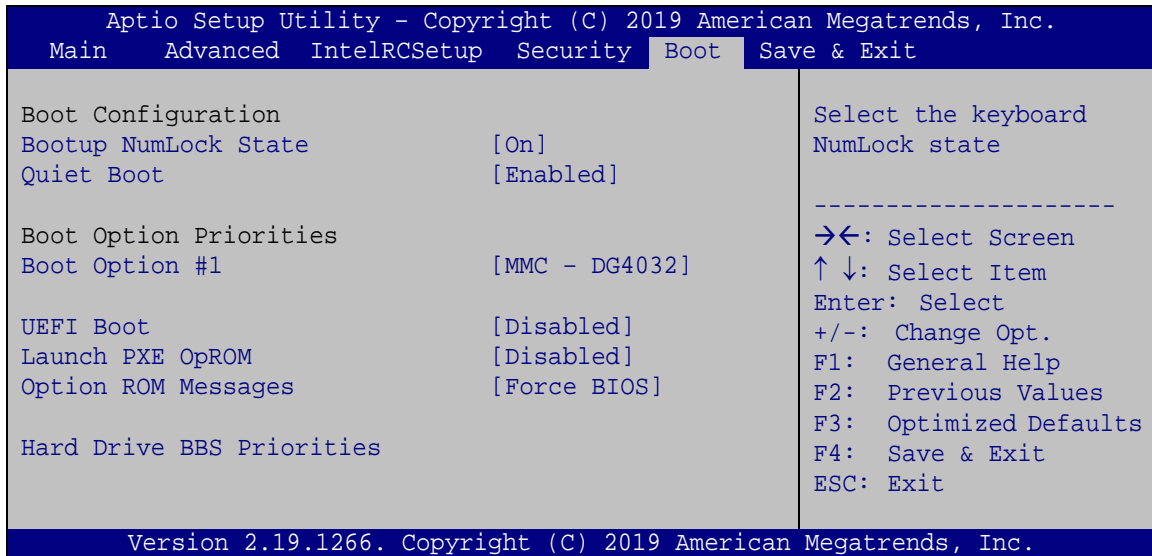 Aptio Setup Utility – Copyright (C) 2019 American Megatrends, Inc.
Main Advanced IntelRCSetup Security Boot Save & Exit
Boot Configuration
Bootup NumLock State [On]
Quiet Boot [Enabled]
Boot Option Priorities
Boot Option #1 [MMC – DG4032]
UEFI Boot [Disabled]
Launch PXE OpROM [Disabled]
Option ROM Messages [Force BIOS]
Hard Drive BBS Priorities
Select the keyboard
NumLock state
---------------------
→←: Select Screen
↑ ↓: Select Item
Enter: Select
+/-: Change Opt.
F1: General Help
F2: Previous Values
F3: Optimized Defaults
F4: Save & Exit
ESC: Exit
Version 2.19.1266. Copyright (C) 2019 American Megatrends, Inc.